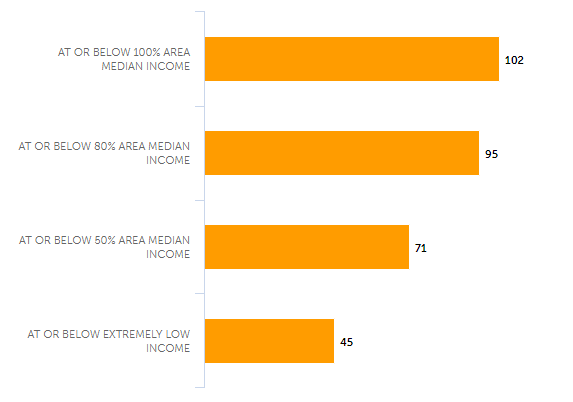 AT OR BELOW 100% AREA
MEDIAN INCOME
102
AT OR BELOW 80% AREA MEDIAN
INCOME
95
AT OR BELOW 50% AREA MEDIAN
INCOME
71
AT OR BELOW EXTREMELY LOW
INCOME
45